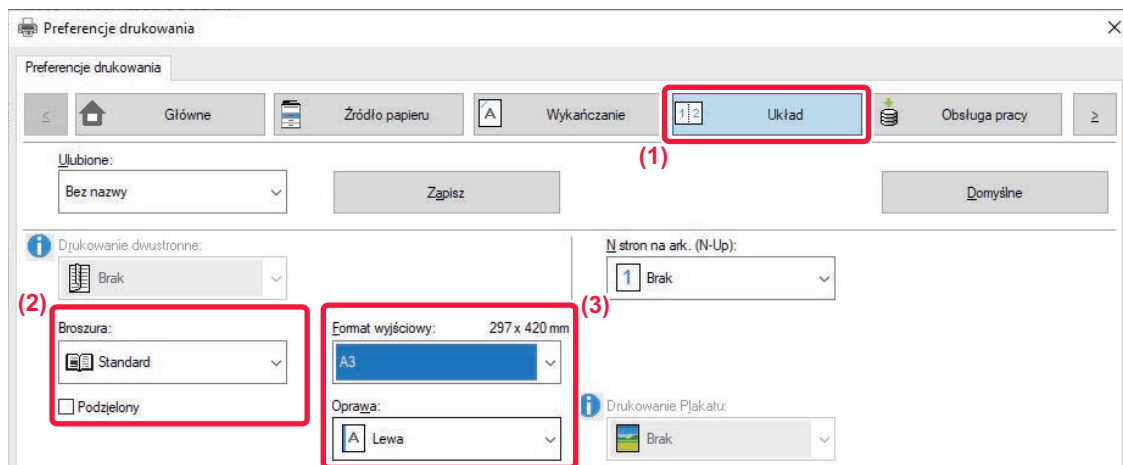 Preferencje drukowania
Preferencje drukowania
Główne
Źródło papieru
A
Wykańczanie
1 2
Układ
Obsługa pracy
(1)
Ulubione:
Bez nazwy
Zapisz
Domyślne
Drukowanie dwustronne:
Brak
N stron na ark. (N-Up):
1 Brak
(2)
(3)
Broszura:
Standard
Podzielony
Format wyjściowy: 297 x 420 mm
A3
Oprawa:
A Lewa
Drukowanie Plakatu:
Brak